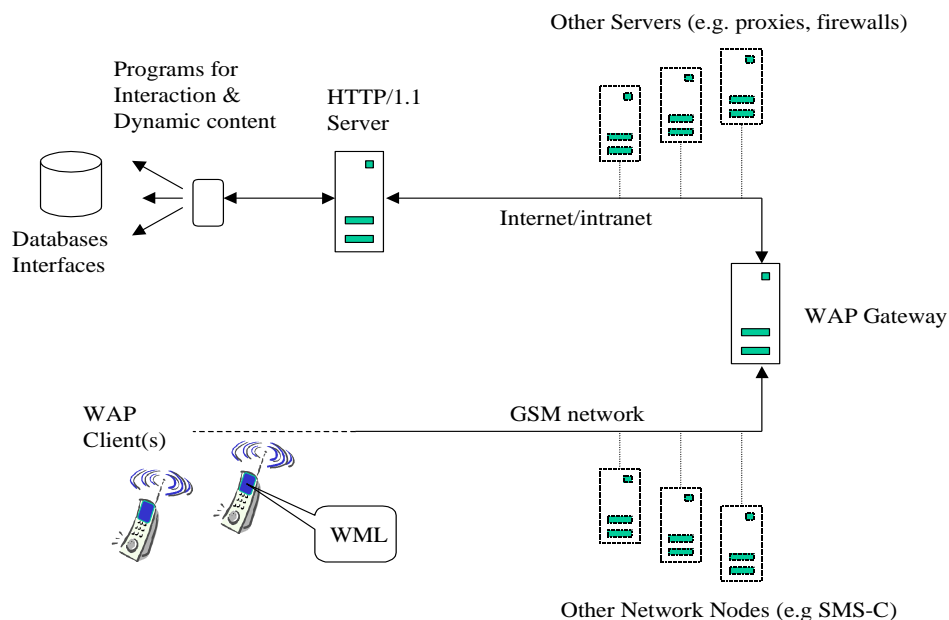 Other Servers (e.g. proxies, firewalls)
Programs for
Interaction &
Dynamic content
HTTP/1.1
Server
Internet/intranet
Databases
Interfaces
WAP Gateway
GSM network
WAP
Client(s)
WML
Other Network Nodes (e.g SMS-C)